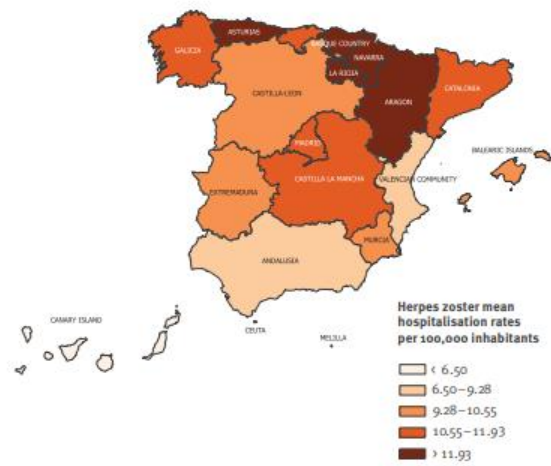 ASTURIAS
BASQUE COUNTRY
GALICIA
NAVARRA
LA RIOJA
CASTILLA-LEON
ARAGON
CATALONIA
MADRID
BALEARIC ISLANDS
CASTILLA LA MANCHA
VALENCIAN COMMUNITY
EXTREMADURA
MURCIA
ANDALUSIA
CANARY ISLAND
CEUTA
MELILLA
Herpes zoster mean
hospitalisation rates
per 100,000 inhabitants
< 6.50
6.50–9.28
9.28–10.55
10.55–11.93
> 11.93